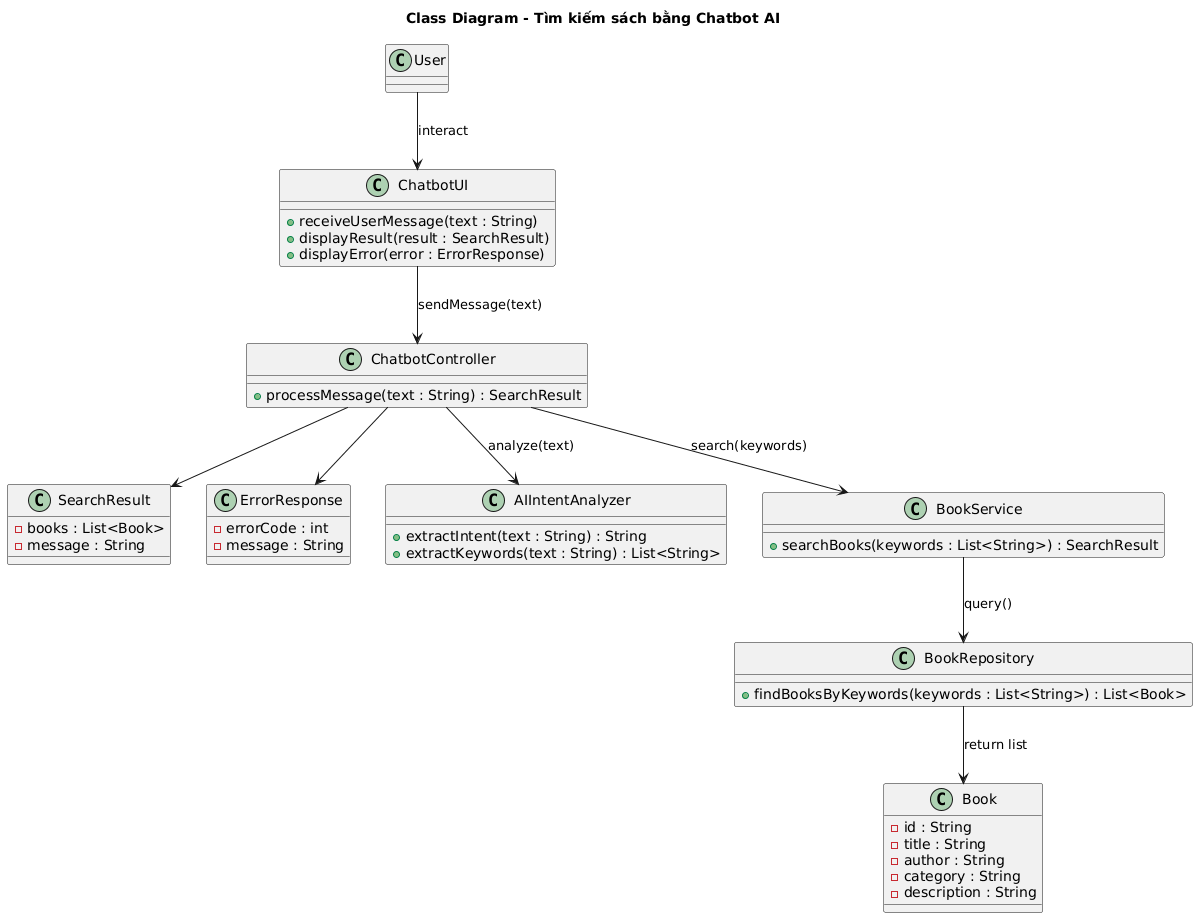 Class Diagram - Tìm kiếm sách bằng Chatbot AI
C User
interact
C ChatbotUI
receiveUserMessage(text : String)
displayResult(result : SearchResult)
displayError(error : ErrorResponse)
sendMessage(text)
C ChatbotController
processMessage(text : String) : SearchResult
analyze(text)
search(keywords)
C SearchResult
books : List<Book>
message : String
C ErrorResponse
errorCode : int
message : String
C AIIntentAnalyzer
extractIntent(text : String) : String
extractKeywords(text : String) : List<String>
C BookService
searchBooks(keywords : List<String>) : SearchResult
query()
C BookRepository
findBooksByKeywords(keywords : List<String>) : List<Book>
return list
C Book
id : String
title : String
author : String
category : String
description : String